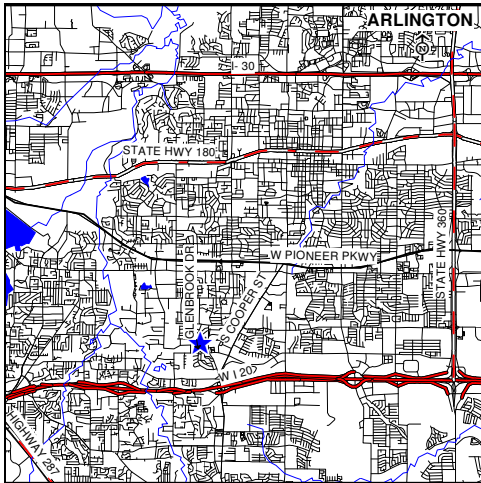 ARLINGTON
I- 30
STATE HWY 180
W PIONEER PKWY
GLENBROOK DR
S COOPER ST
STATE HWY 360
W I 20
HIGHWAY 287